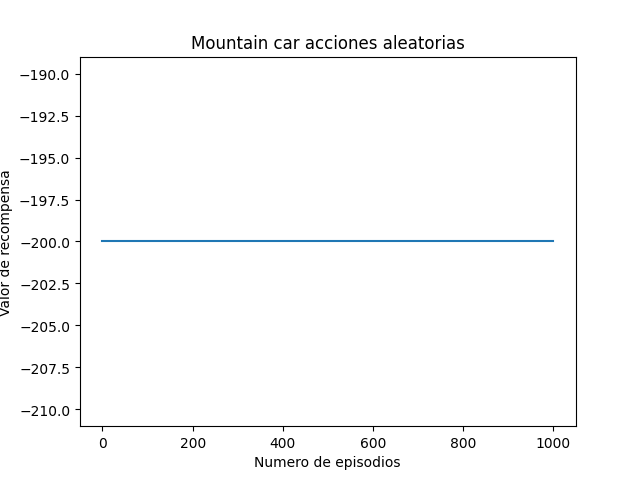 Mountain car acciones aleatorias
−190.0
−192.5
−195.0
−197.5
−200.0
−202.5
−205.0
−207.5
−210.0
Valor de recompensa
0 200 400 600 800 1000
Numero de episodios